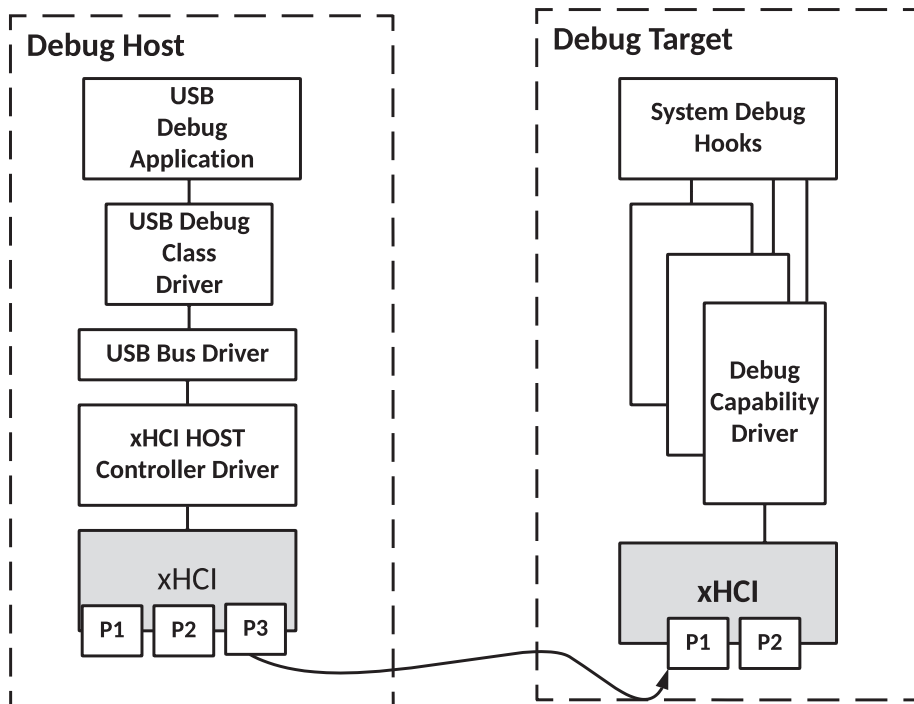 Debug Host
USB
Debug
Application
USB Debug
Class
Driver
USB Bus Driver
xHCI HOST
Controller Driver
xHCI
P1
P2
P3
Debug Target
System Debug
Hooks
Debug
Capability
Driver
xHCI
P1
P2